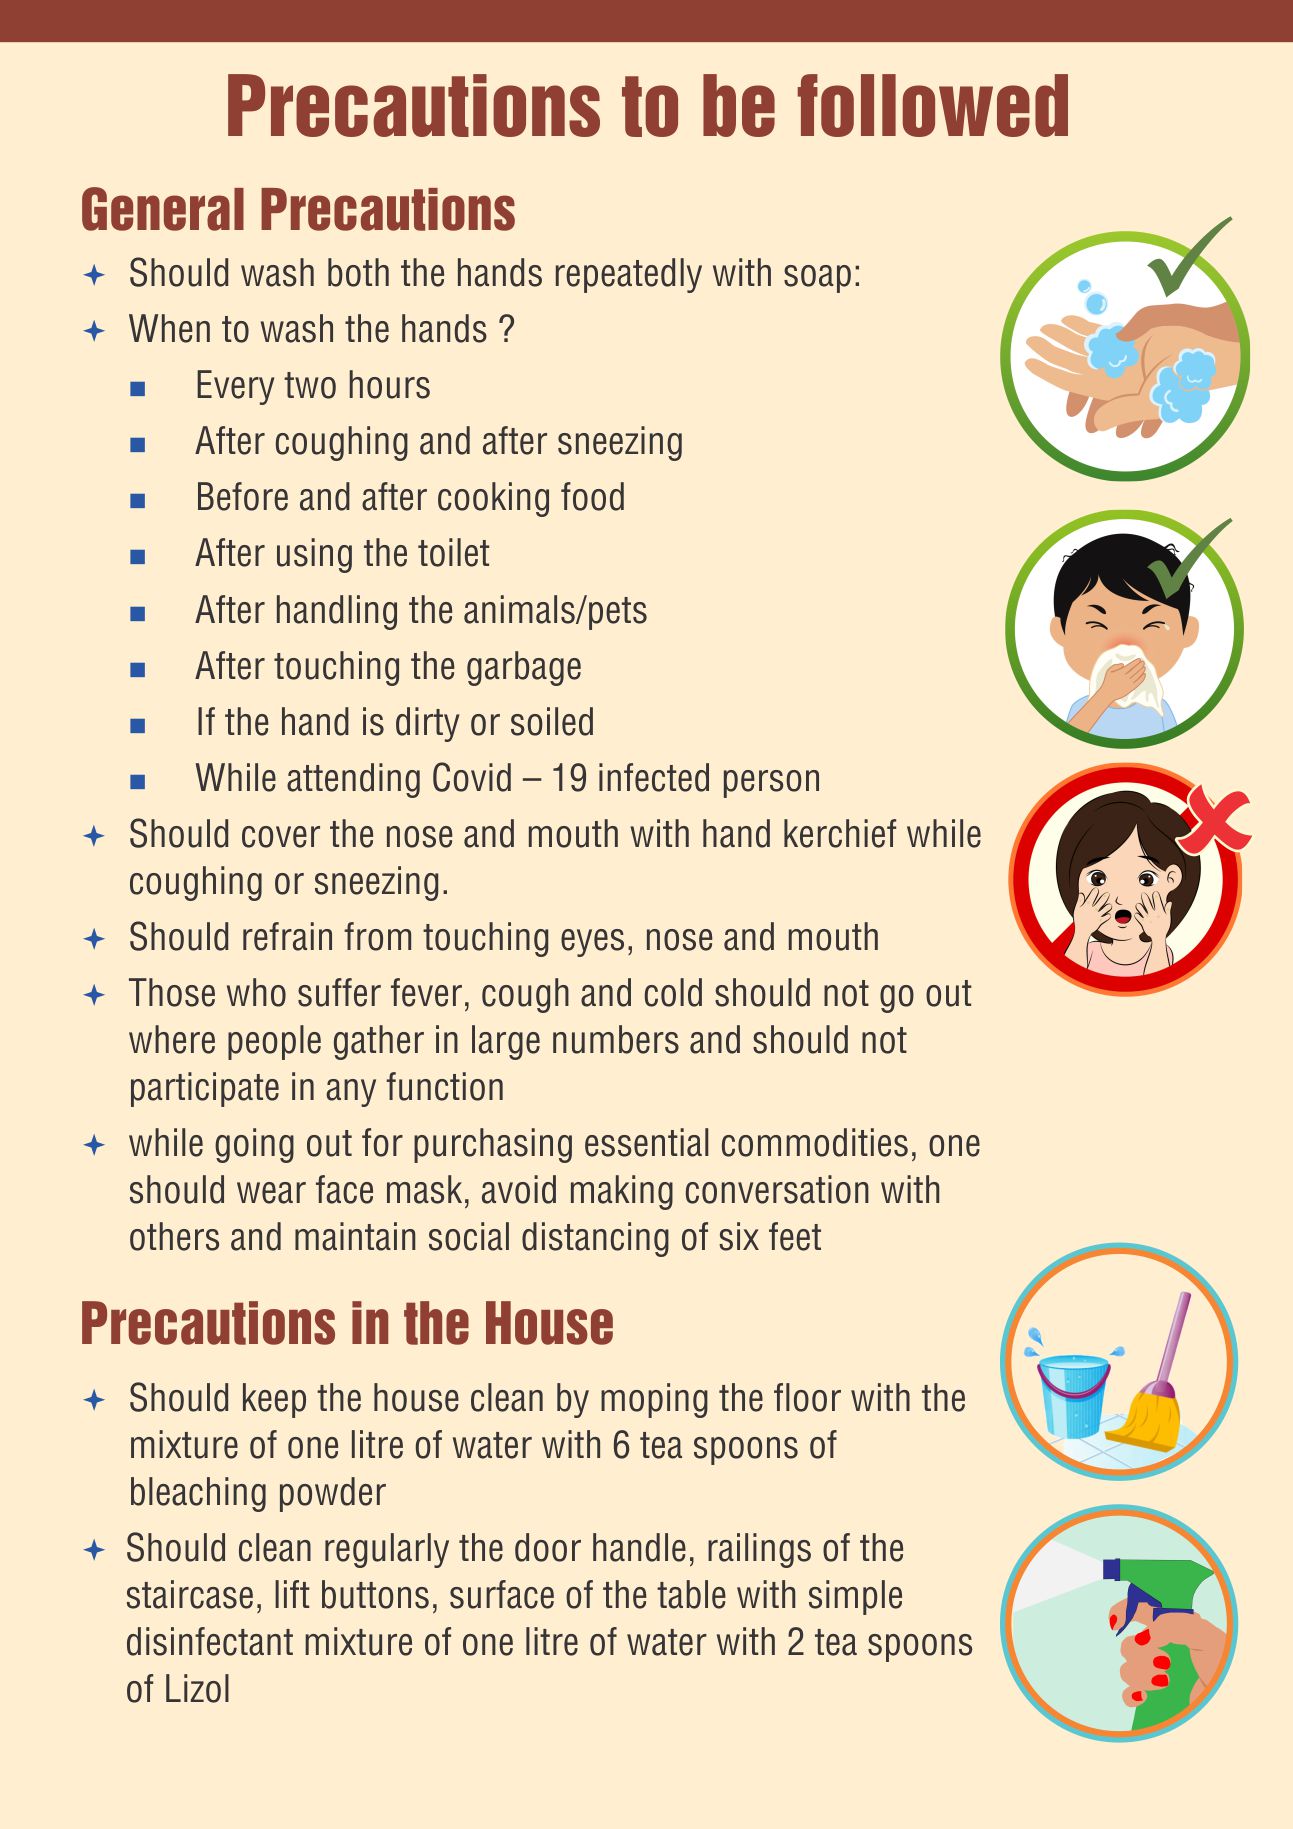 Precautions to be followed
General Precautions
Should wash both the hands repeatedly with soap:
When to wash the hands ?
Every two hours
After coughing and after sneezing
Before and after cooking food
After using the toilet
After handling the animals/pets
After touching the garbage
If the hand is dirty or soiled
While attending Covid – 19 infected person
Should cover the nose and mouth with hand kerchief while
coughing or sneezing.
Should refrain from touching eyes, nose and mouth
Those who suffer fever, cough and cold should not go out
where people gather in large numbers and should not
participate in any function
while going out for purchasing essential commodities, one
should wear face mask, avoid making conversation with
others and maintain social distancing of six feet
Precautions in the House
Should keep the house clean by moping the floor with the
mixture of one litre of water with 6 tea spoons of
bleaching powder
Should clean regularly the door handle, railings of the
staircase, lift buttons, surface of the table with simple
disinfectant mixture of one litre of water with 2 tea spoons
of Lizol